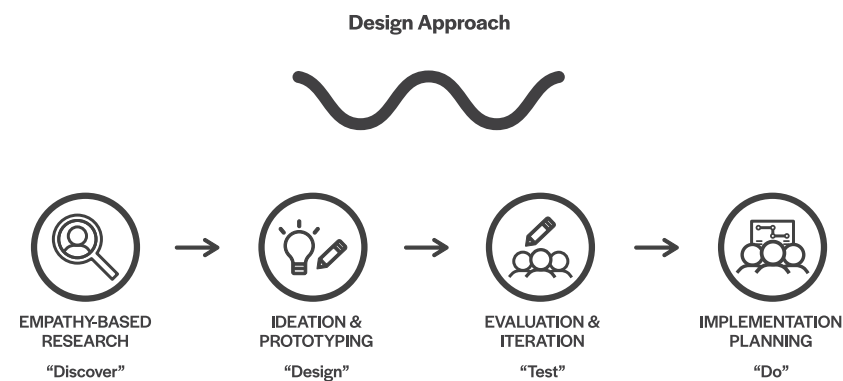 Design Approach
EMPATHY-BASED
RESEARCH
"Discover"
IDEATION &
PROTOTYPING
"Design"
EVALUATION &
ITERATION
"Test"
IMPLEMENTATION
PLANNING
"Do"